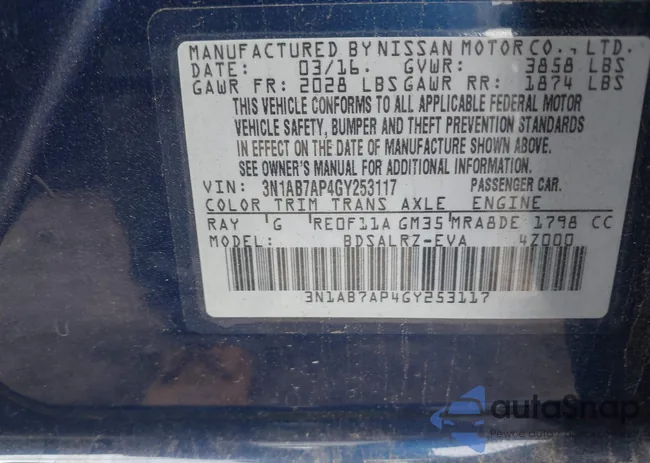 MANUFACTURED BY NISSAN MOTOR CO., LTD.
DATE: 03/16. GVWR: 3858 LBS
GAWR FR: 2028 LBS GAWR RR: 1874 LBS
THIS VEHICLE CONFORMS TO ALL APPLICABLE FEDERAL MOTOR
VEHICLE SAFETY, BUMPER AND THEFT PREVENTION STANDARDS
IN EFFECT ON THE DATE OF MANUFACTURE SHOWN ABOVE.
SEE OWNER'S MANUAL FOR ADDITIONAL INFORMATION.
VIN: 3N1AB7AP4GY253117 PASSENGER CAR.
COLOR TRIM TRANS AXLE ENGINE
RAY G RE0F11A GM35 MRA8DE 1798 CC
MODEL: BDSALRZ-EVA 4Z000
3N1AB7AP4GY253117
autoSnap
Pewne auto